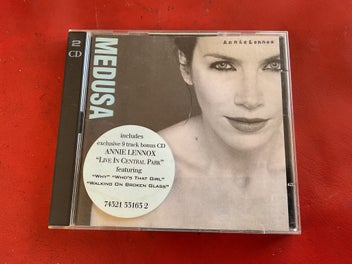 2
CD
MEDUSA
Annie Lennox
includes
exclusive 9 track bonus CD
ANNIE LENNOX
"LIVE IN CENTRAL PARK"
featuring
"WHY" "WHO'S THAT GIRL"
"WALKING ON BROKEN GLASS"
74321 33163 2